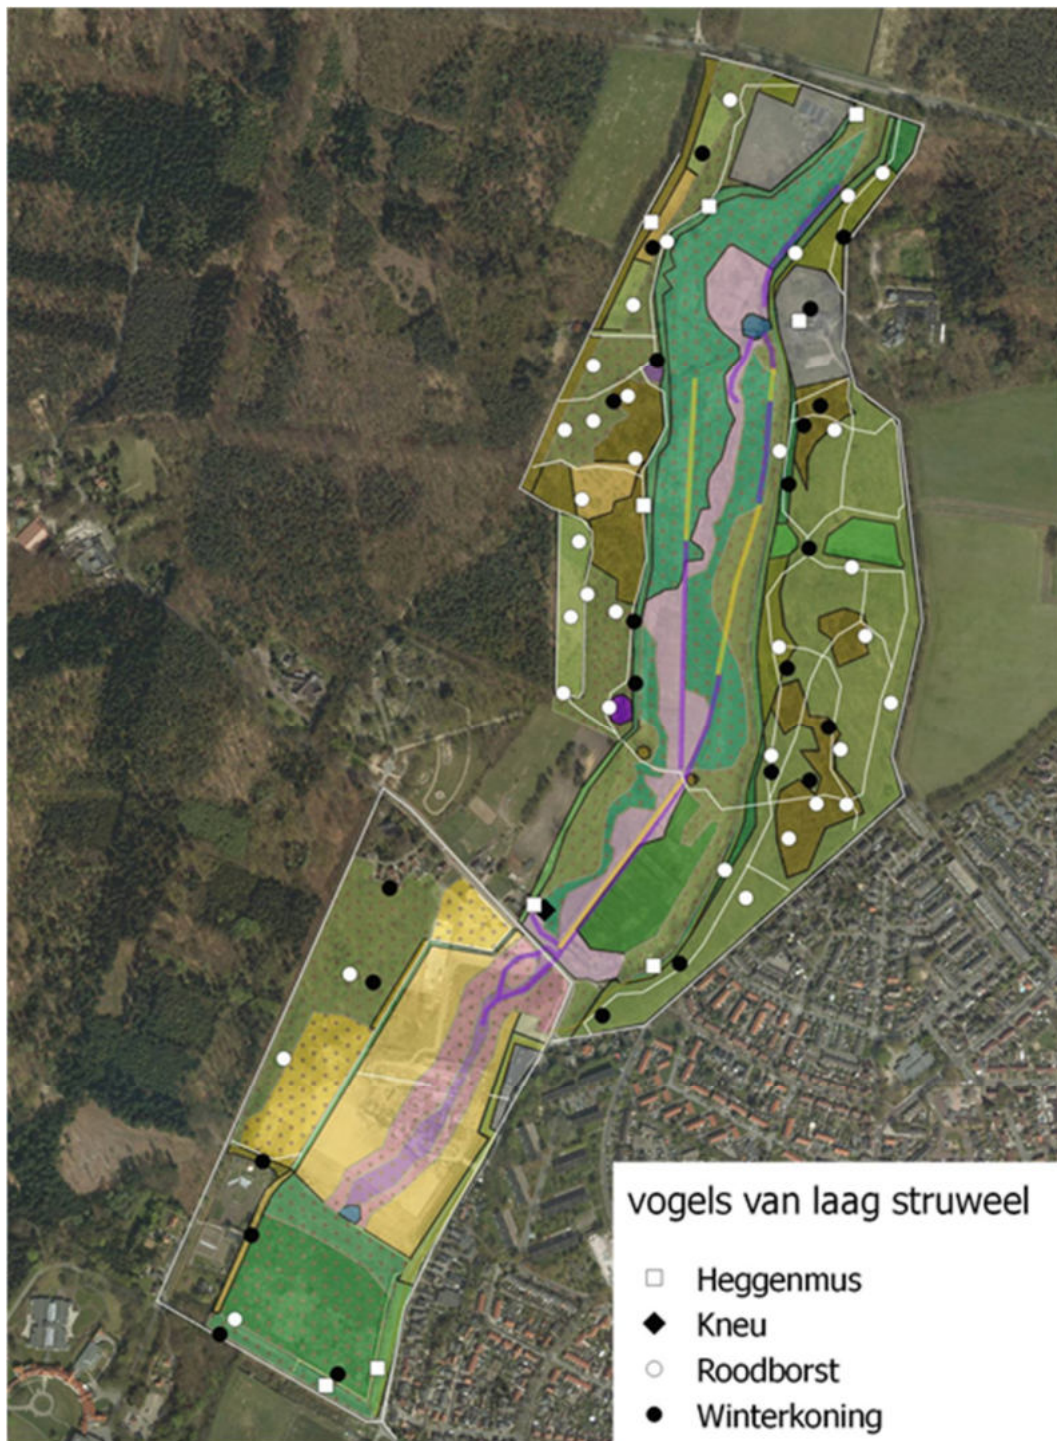 vogels van laag struweel
Heggenmus
Kneu
Roodborst
Winterkoning